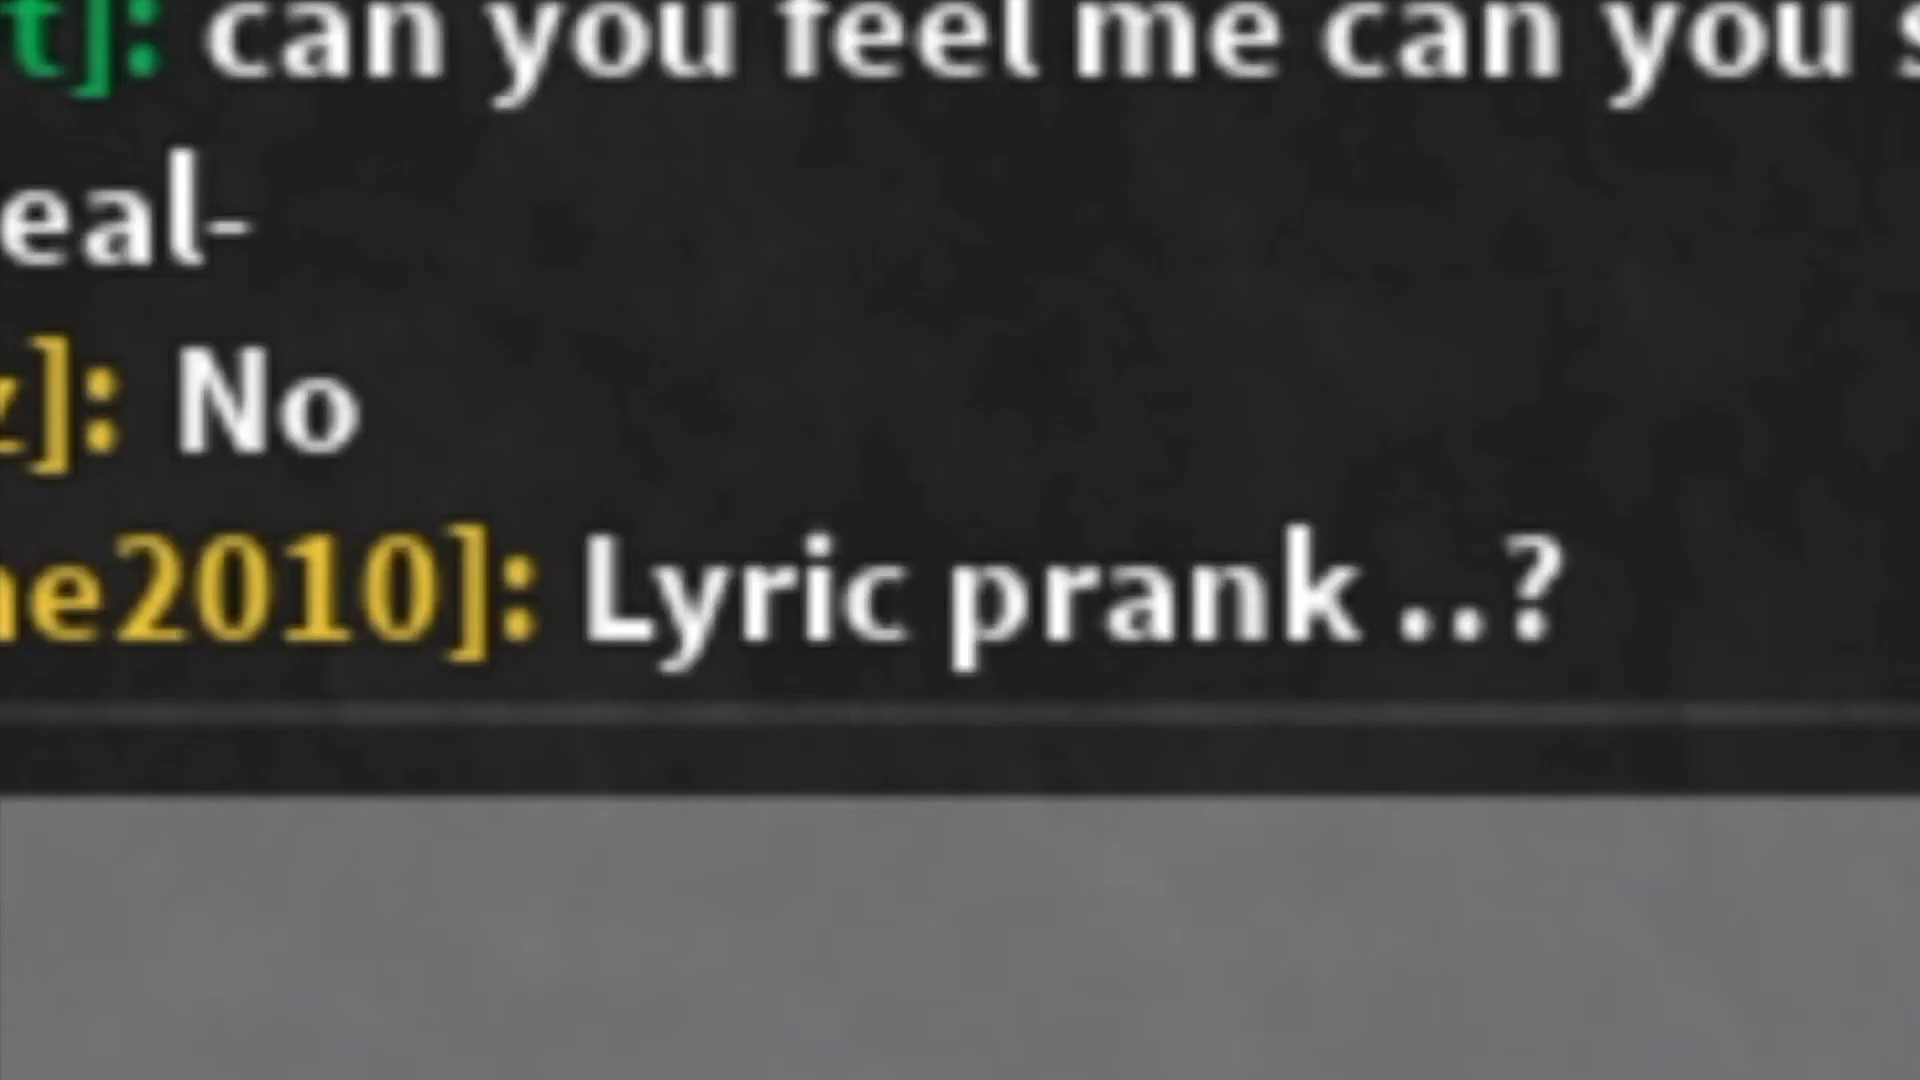 t]: can you feel me can you s
eal-
]: No
ne2010]: Lyric prank ..?